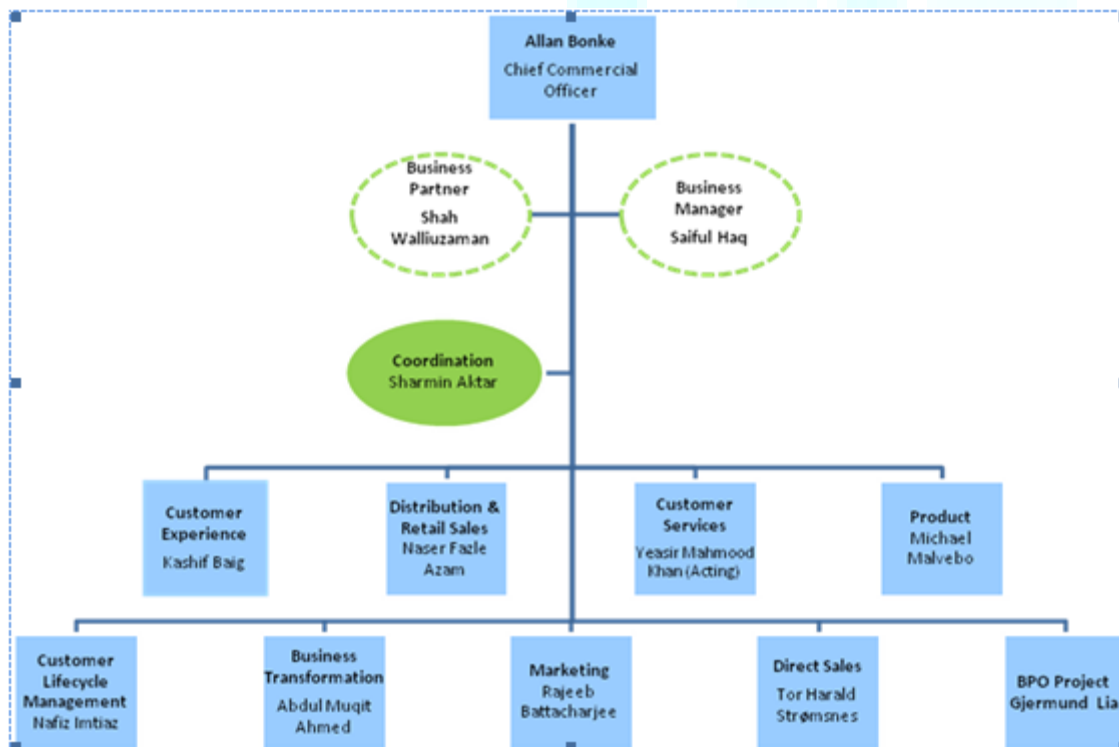 Allan Bonke
Chief Commercial
Officer
Business
Partner
Shah
Walliuzaman
Business
Manager
Saiful Haq
Coordination
Sharmin Aktar
Customer
Experience
Kashif Baig
Distribution &
Retail Sales
Naser Fazle
Azam
Customer
Services
Yeasir Mahmood
Khan (Acting)
Product
Michael
Malvebo
Customer
Lifecycle
Management
Nafiz Imtiaz
Business
Transformation
Abdul Muqit
Ahmed
Marketing
Rajeeb
Battacharjee
Direct Sales
Tor Harald
Strømsnes
BPO Project
Gjermund Lia